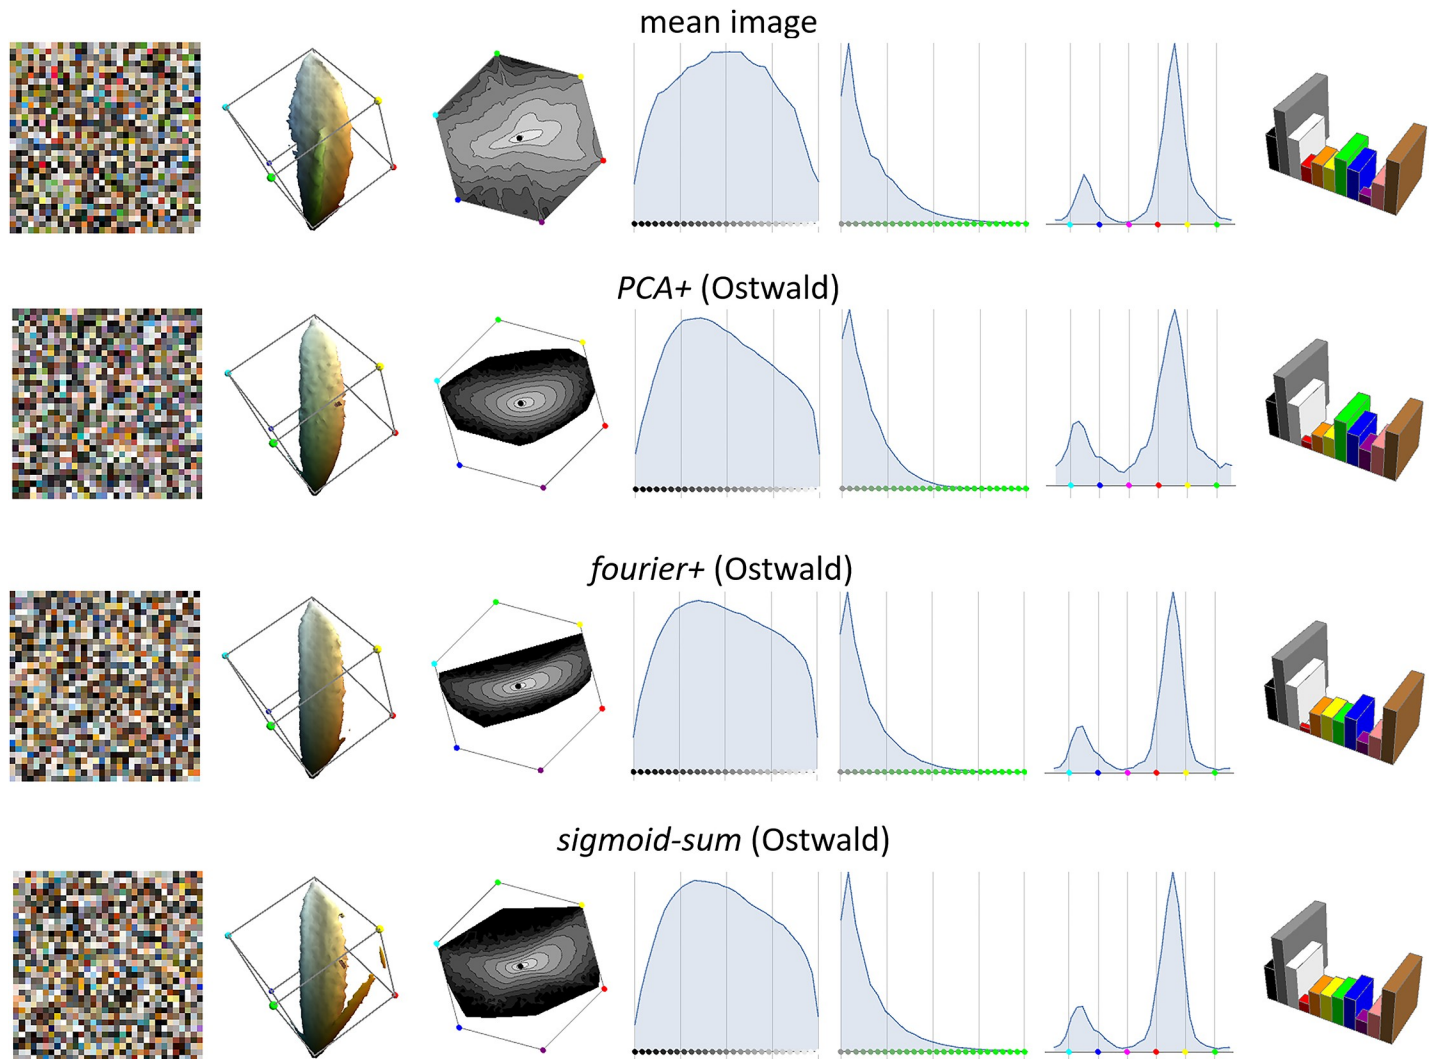 mean image
PCA+ (Ostwald)
fourier+ (Ostwald)
sigmoid-sum (Ostwald)